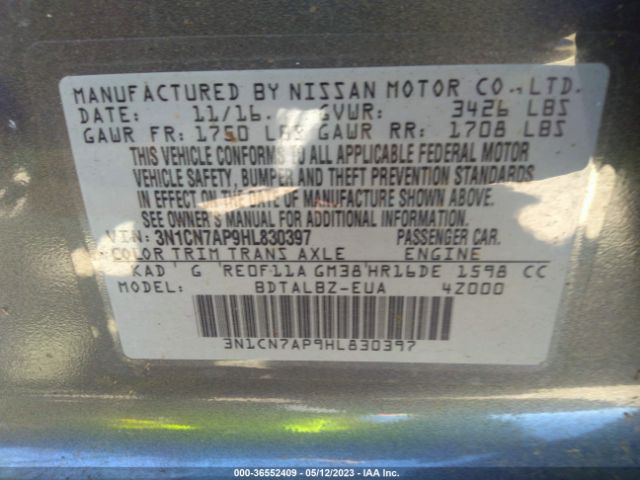 MANUFACTURED BY NISSAN MOTOR CO., LTD.
DATE: 11/16 GVWR: 3426 LBS
GAWR FR: 1750 LBS GAWR RR: 1708 LBS
THIS VEHICLE CONFORMS TO ALL APPLICABLE FEDERAL MOTOR
VEHICLE SAFETY, BUMPER AND THEFT PREVENTION STANDARDS
IN EFFECT ON THE DATE OF MANUFACTURE SHOWN ABOVE.
SEE OWNER'S MANUAL FOR ADDITIONAL INFORMATION.
VIN: 3N1CN7AP9HL830397 PASSENGER CAR.
COLOR TRIM TRANS AXLE ENGINE
KAD G RE0F11A GM38 HR16DE 1598 CC
MODEL: BDTALBZ-EUA 4Z000
3N1CN7AP9HL830397
000-36552409 - 05/12/2023 - IAA Inc.